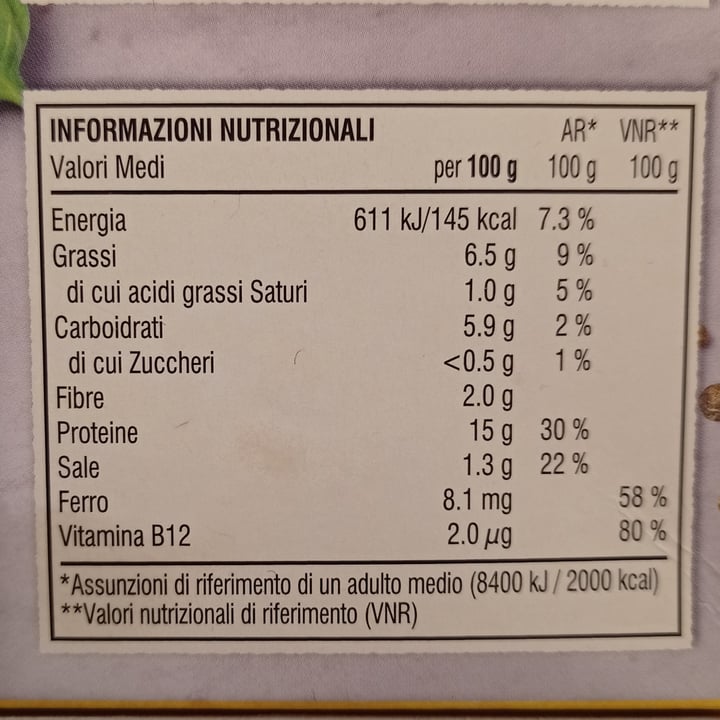 INFORMAZIONI NUTRIZIONALI AR* VNR**
Valori Medi per 100 g 100 g 100 g
Energia 611 kJ/145 kcal 7.3 %
Grassi 6.5 g 9 %
di cui acidi grassi Saturi 1.0 g 5 %
Carboidrati 5.9 g 2 %
di cui Zuccheri <0.5 g 1 %
Fibre 2.0 g
Proteine 15 g 30 %
Sale 1.3 g 22 %
Ferro 8.1 mg 58 %
Vitamina B12 2.0 µg 80 %
*Assunzioni di riferimento di un adulto medio (8400 kJ / 2000 kcal)
**Valori nutrizionali di riferimento (VNR)